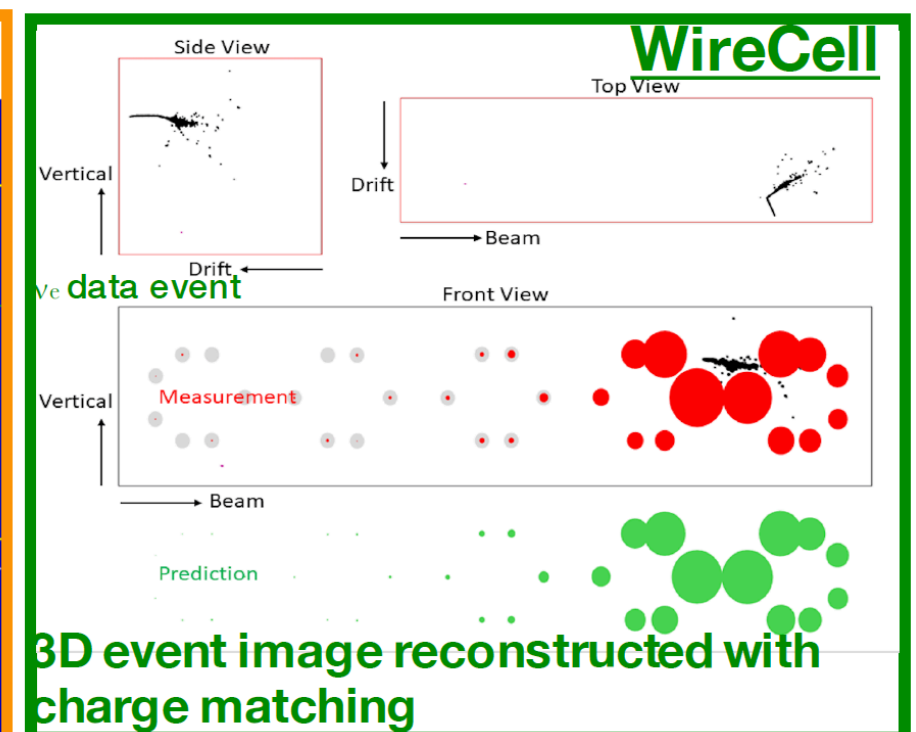 WireCell
Side View
Top View
Vertical
Drift
Drift
Beam
νe data event
Front View
Vertical
Measurement
Beam
Prediction
3D event image reconstructed with
charge matching